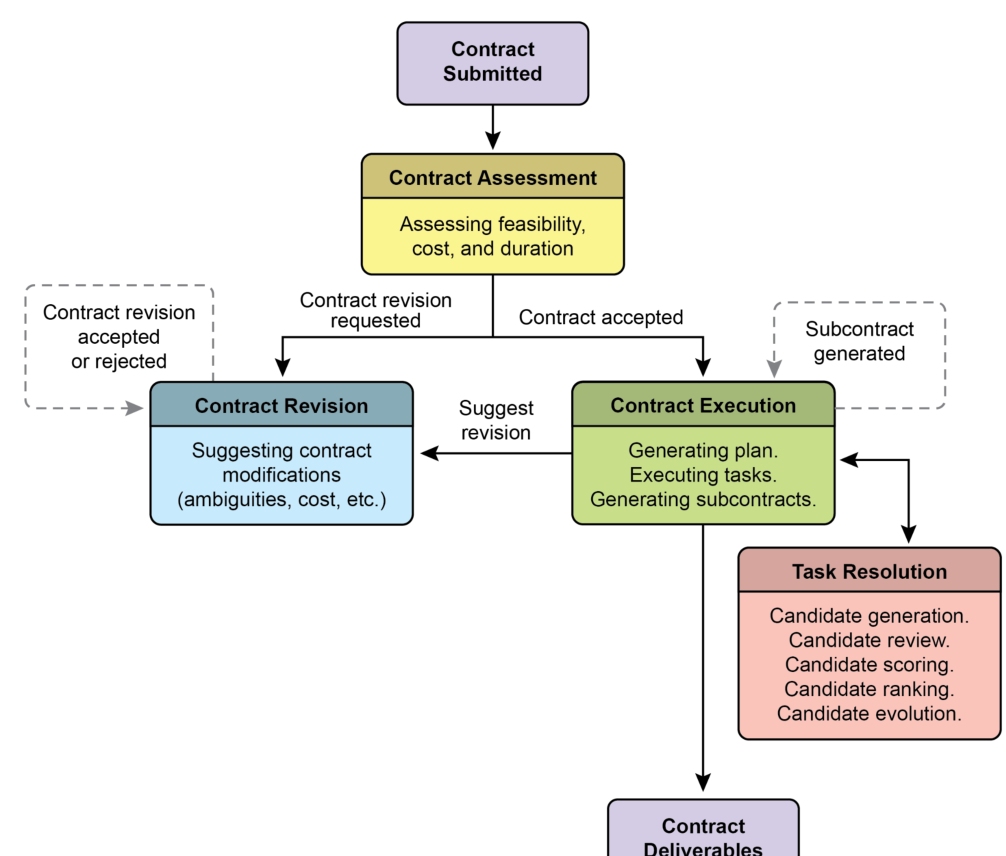 Contract
Submitted
Contract Assessment
Assessing feasibility,
cost, and duration
Contract revision
requested
Contract accepted
Contract revision
accepted
or rejected
Subcontract
generated
Contract Revision
Suggesting contract
modifications
(ambiguities, cost, etc.)
Suggest
revision
Contract Execution
Generating plan.
Executing tasks.
Generating subcontracts.
Task Resolution
Candidate generation.
Candidate review.
Candidate scoring.
Candidate ranking.
Candidate evolution.
Contract
Deliverables